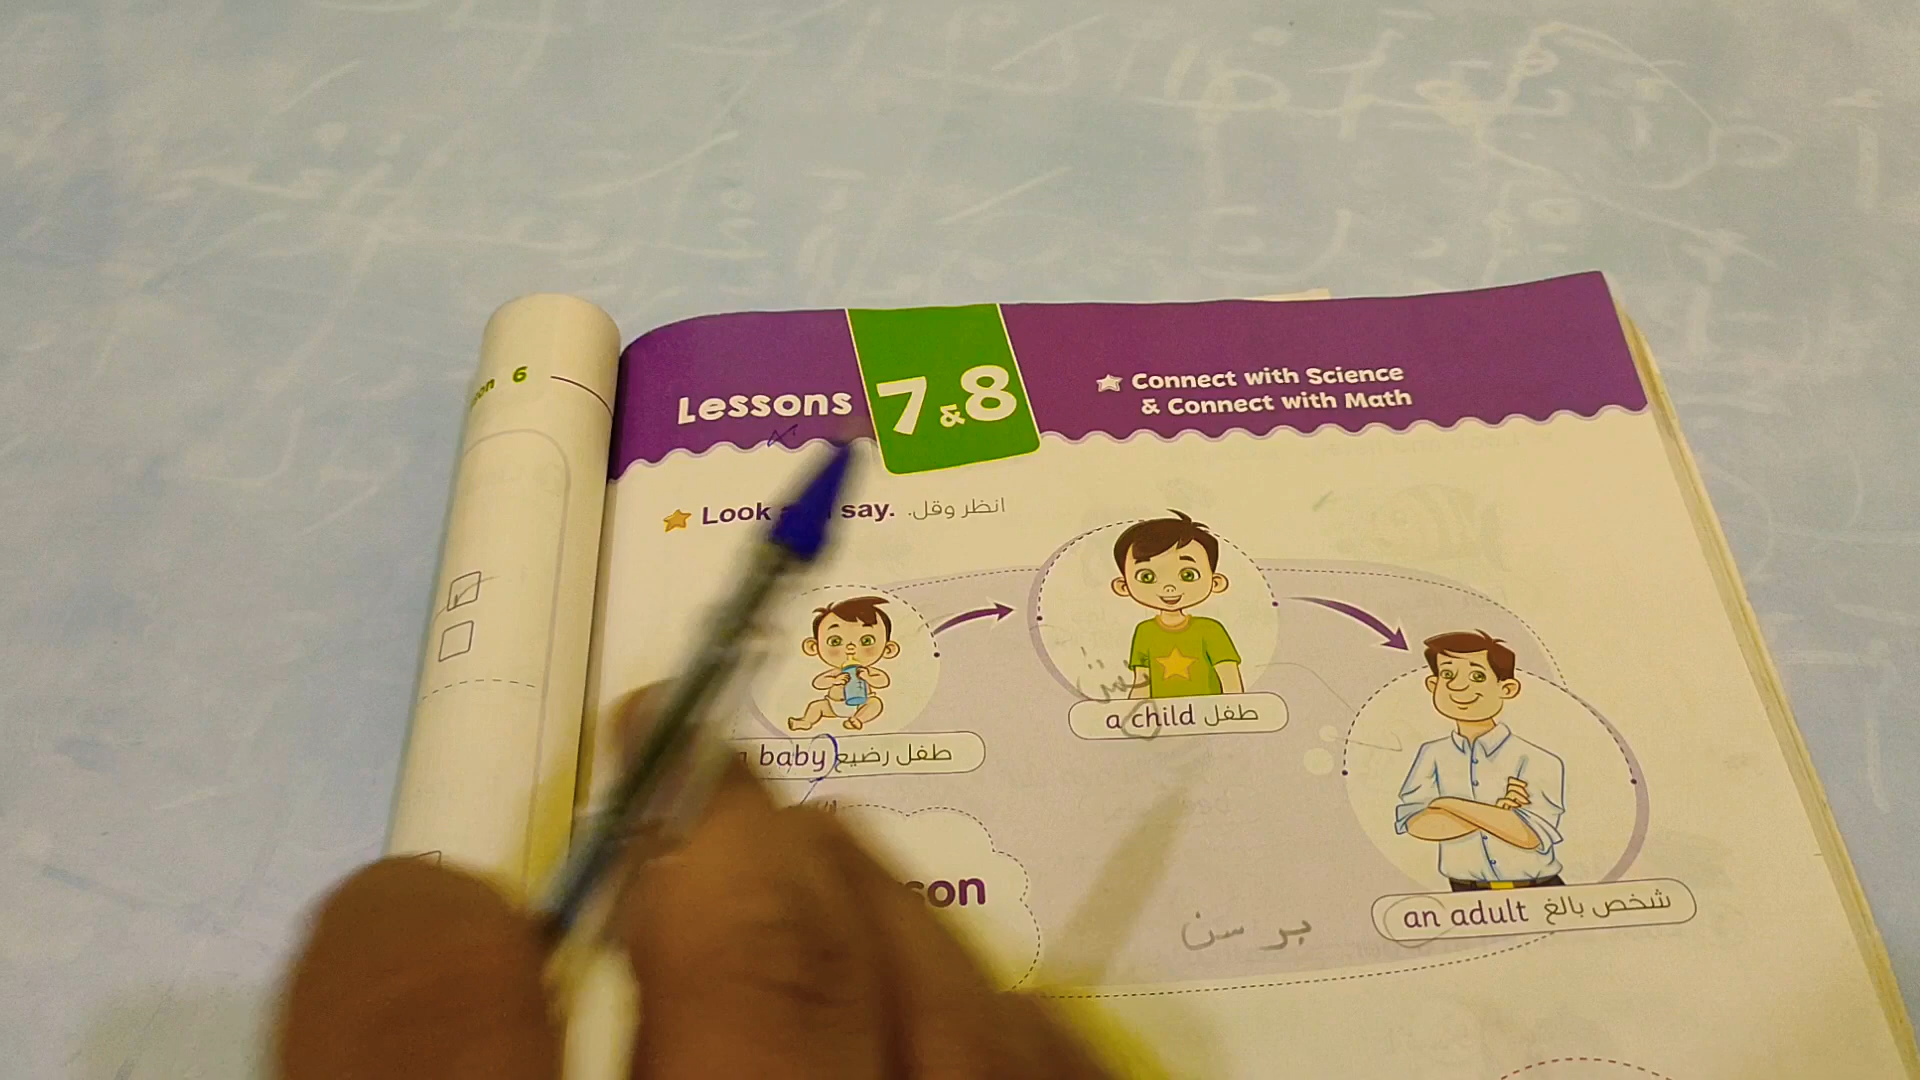 6
Lessons 7 & 8
Connect with Science
& Connect with Math
Look say. انظر وقل.
baby طفل رضيع
a child طفل
an adult شخص بالغ
بر سن